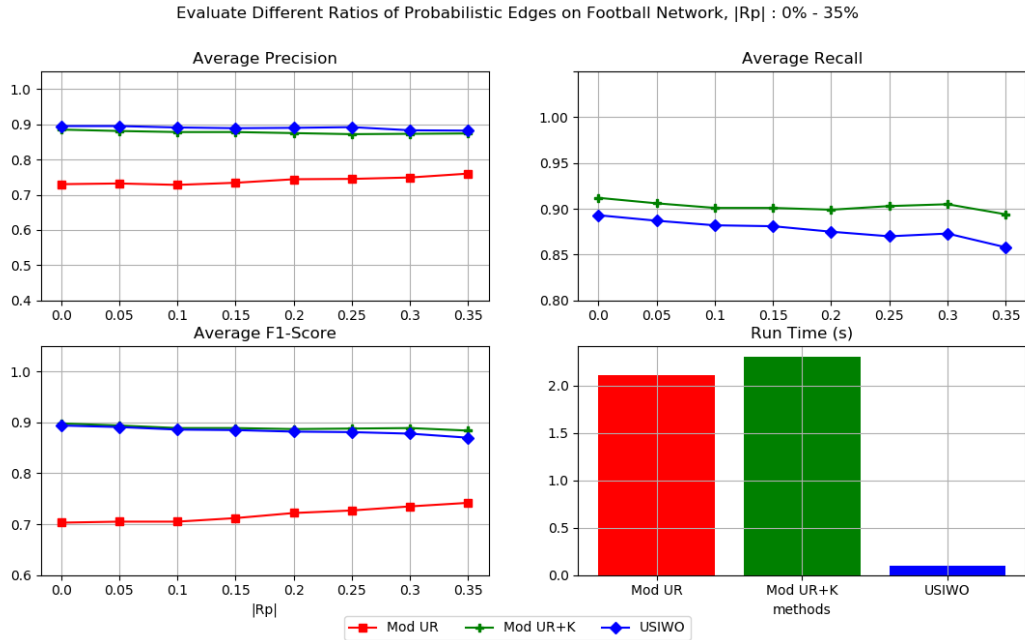 Evaluate Different Ratios of Probabilistic Edges on Football Network, |Rp| : 0% - 35%
Average Precision
1.0
0.9
0.8
0.7
0.6
0.5
0.4
0.0 0.05 0.1 0.15 0.2 0.25 0.3 0.35
Average Recall
1.00
0.95
0.90
0.85
0.80
0.0 0.05 0.1 0.15 0.2 0.25 0.3 0.35
Average F1-Score
1.0
0.9
0.8
0.7
0.6
0.0 0.05 0.1 0.15 0.2 0.25 0.3 0.35
|Rp|
Run Time (s)
2.0
1.5
1.0
0.5
0.0
Mod UR Mod UR+K USIWO
methods
Mod UR Mod UR+K USIWO